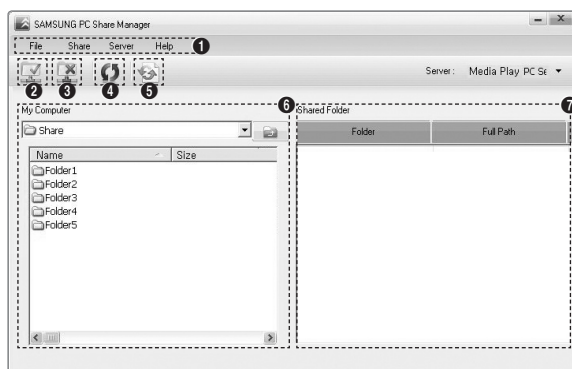 SAMSUNG PC Share Manager
File Share Server Help 1
2 3 4 5
Server : Media Play PC Se
My Computer 6 Shared Folder 7
Share
Folder Full Path
Name Size
Folder1
Folder2
Folder3
Folder4
Folder5